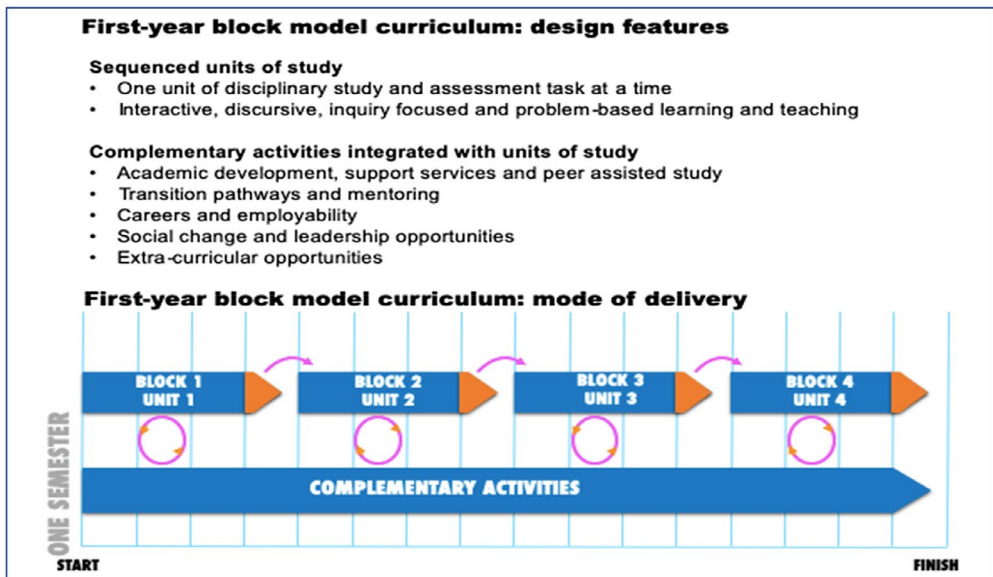 First-year block model curriculum: design features
Sequenced units of study
• One unit of disciplinary study and assessment task at a time
• Interactive, discursive, inquiry focused and problem-based learning and teaching
Complementary activities integrated with units of study
• Academic development, support services and peer assisted study
• Transition pathways and mentoring
• Careers and employability
• Social change and leadership opportunities
• Extra-curricular opportunities
First-year block model curriculum: mode of delivery
BLOCK 1
UNIT 1
BLOCK 2
UNIT 2
BLOCK 3
UNIT 3
BLOCK 4
UNIT 4
COMPLEMENTARY ACTIVITIES
ONE SEMESTER
START
FINISH